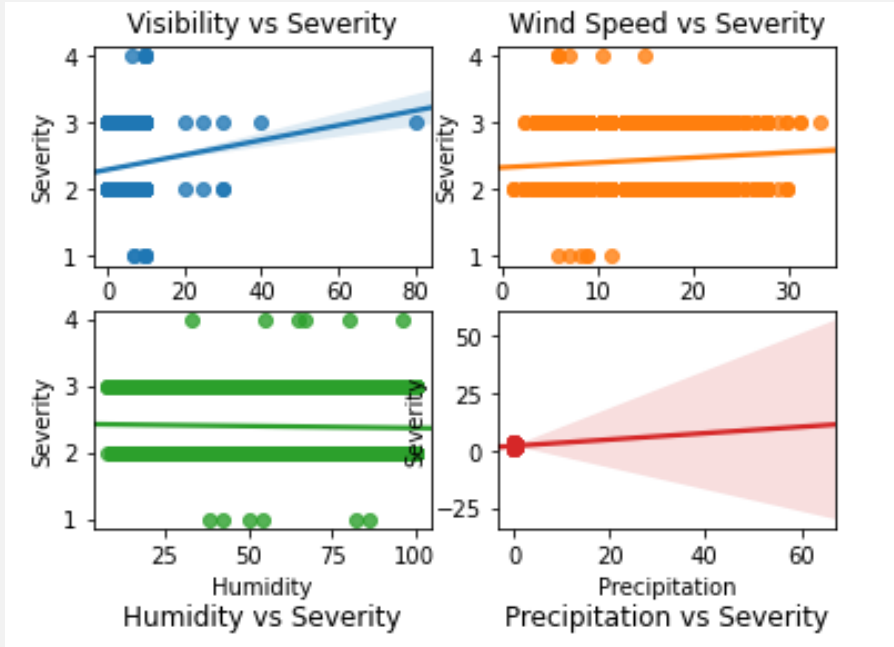 Visibility vs Severity
Wind Speed vs Severity
4
3
2
1
Severity
0 20 40 60 80
4
3
2
1
Severity
0 10 20 30
4
3
2
1
Severity
25 50 75 100
Humidity
Humidity vs Severity
50
25
0
−25
Severity
0 20 40 60
Precipitation
Precipitation vs Severity